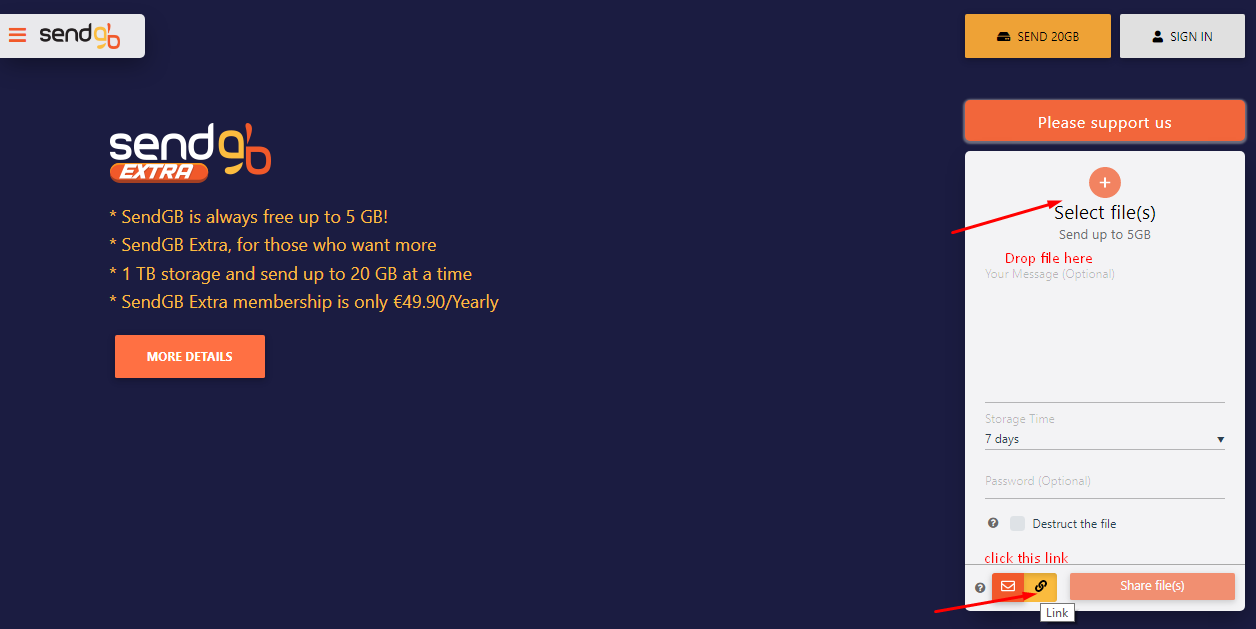 sendgb
SEND 20GB
SIGN IN
sendgb
EXTRA
* SendGB is always free up to 5 GB!
* SendGB Extra, for those who want more
* 1 TB storage and send up to 20 GB at a time
* SendGB Extra membership is only €49.90/Yearly
MORE DETAILS
Please support us
+
Select file(s)
Send up to 5GB
Drop file here
Your Message (Optional)
Storage Time
7 days
Password (Optional)
? Destruct the file
click this link
? Share file(s)
Link